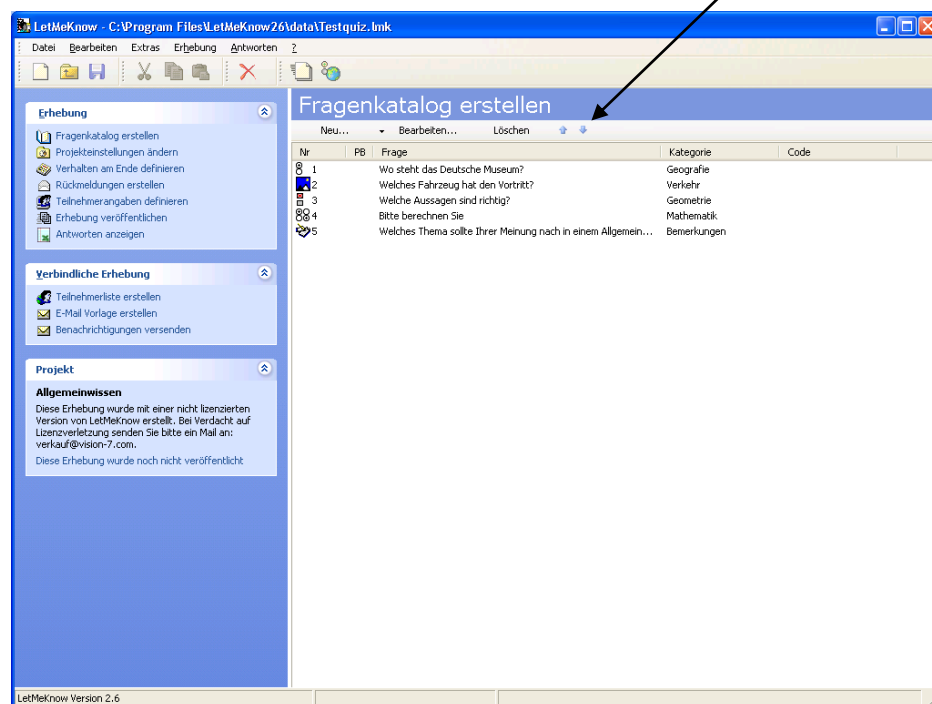 LetMeKnow - C:\Program Files\LetMeKnow26\data\Testquiz.lmk
Datei Bearbeiten Extras Erhebung Antworten ?
Erhebung
Fragenkatalog erstellen
Projekteinstellungen ändern
Verhalten am Ende definieren
Rückmeldungen erstellen
Teilnehmerangaben definieren
Erhebung veröffentlichen
Antworten anzeigen
Verbindliche Erhebung
Teilnehmerliste erstellen
E-Mail Vorlage erstellen
Benachrichtigungen versenden
Projekt
Allgemeinwissen
Diese Erhebung wurde mit einer nicht lizenzierten
Version von LetMeKnow erstellt. Bei Verdacht auf
Lizenzverletzung senden Sie bitte ein Mail an:
verkauf@vision-7.com.
Diese Erhebung wurde noch nicht veröffentlicht
Fragenkatalog erstellen
Neu... Bearbeiten... Löschen
Nr PB Frage Kategorie Code
1 Wo steht das Deutsche Museum? Geografie
2 Welches Fahrzeug hat den Vortritt? Verkehr
3 Welche Aussagen sind richtig? Geometrie
4 Bitte berechnen Sie Mathematik
5 Welches Thema sollte Ihrer Meinung nach in einem Allgemein... Bemerkungen
LetMeKnow Version 2.6